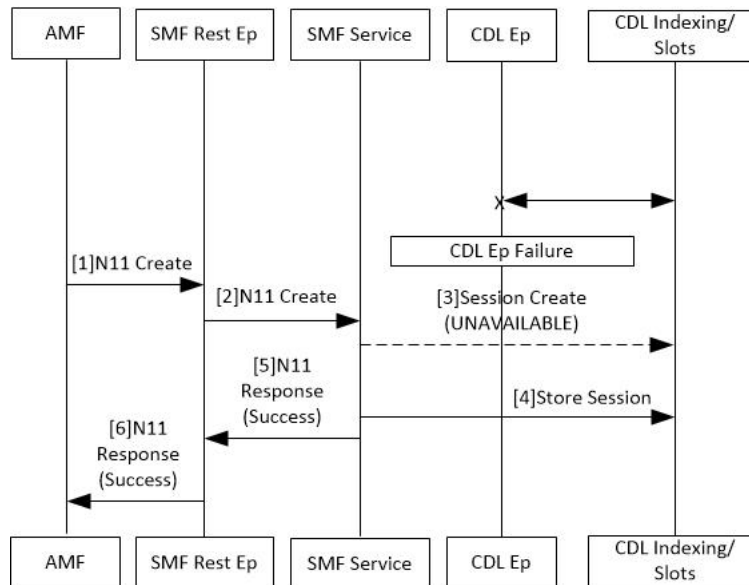 AMF
SMF Rest Ep
SMF Service
CDL Ep
CDL Indexing/
Slots
X
CDL Ep Failure
[1]N11 Create
[2]N11 Create
[3]Session Create
(UNAVAILABLE)
[5]N11
Response
(Success)
[4]Store Session
[6]N11
Response
(Success)
AMF
SMF Rest Ep
SMF Service
CDL Ep
CDL Indexing/
Slots